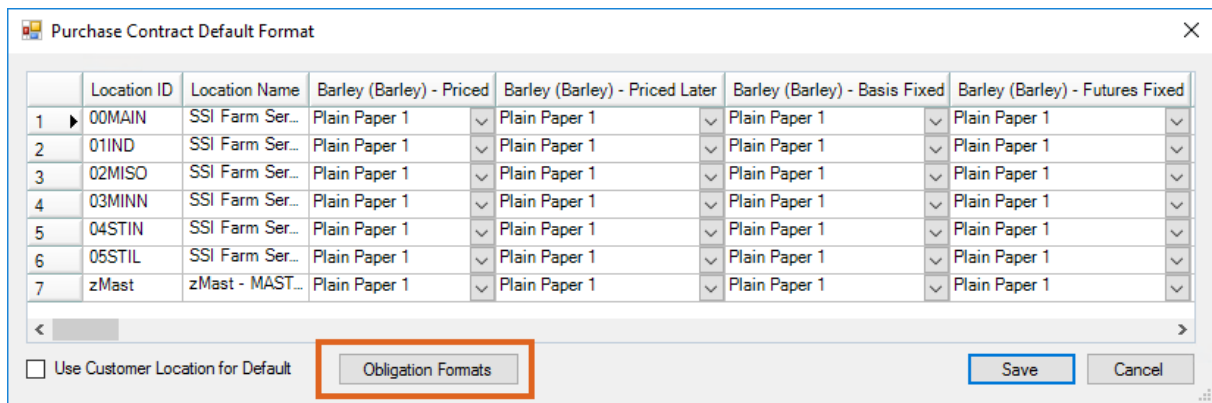 Purchase Contract Default Format
Location ID Location Name Barley (Barley) - Priced Barley (Barley) - Priced Later Barley (Barley) - Basis Fixed Barley (Barley) - Futures Fixed
1 00MAIN SSI Farm Ser... Plain Paper 1 Plain Paper 1 Plain Paper 1 Plain Paper 1
2 01IND SSI Farm Ser... Plain Paper 1 Plain Paper 1 Plain Paper 1 Plain Paper 1
3 02MISO SSI Farm Ser... Plain Paper 1 Plain Paper 1 Plain Paper 1 Plain Paper 1
4 03MINN SSI Farm Ser... Plain Paper 1 Plain Paper 1 Plain Paper 1 Plain Paper 1
5 04STIN SSI Farm Ser... Plain Paper 1 Plain Paper 1 Plain Paper 1 Plain Paper 1
6 05STIL SSI Farm Ser... Plain Paper 1 Plain Paper 1 Plain Paper 1 Plain Paper 1
7 zMast zMast - MAST... Plain Paper 1 Plain Paper 1 Plain Paper 1 Plain Paper 1
Use Customer Location for Default Obligation Formats Save Cancel